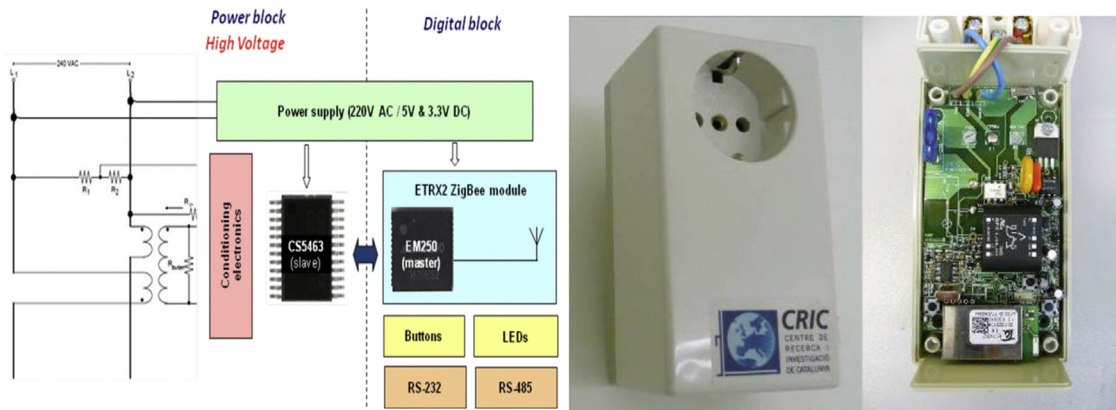 Power block
High Voltage
Digital block
240 VAC
L1
L2
Power supply (220V AC / 5V & 3.3V DC)
R1
R2
Conditioning
electronics
CS5463
(slave)
ETRX2 ZigBee module
EM250
(master)
Buttons
LEDs
RS-232
RS-485
CRIC
CENTRE DE
RECERCA I
INVESTIGACIÓ
DE CATALUNYA